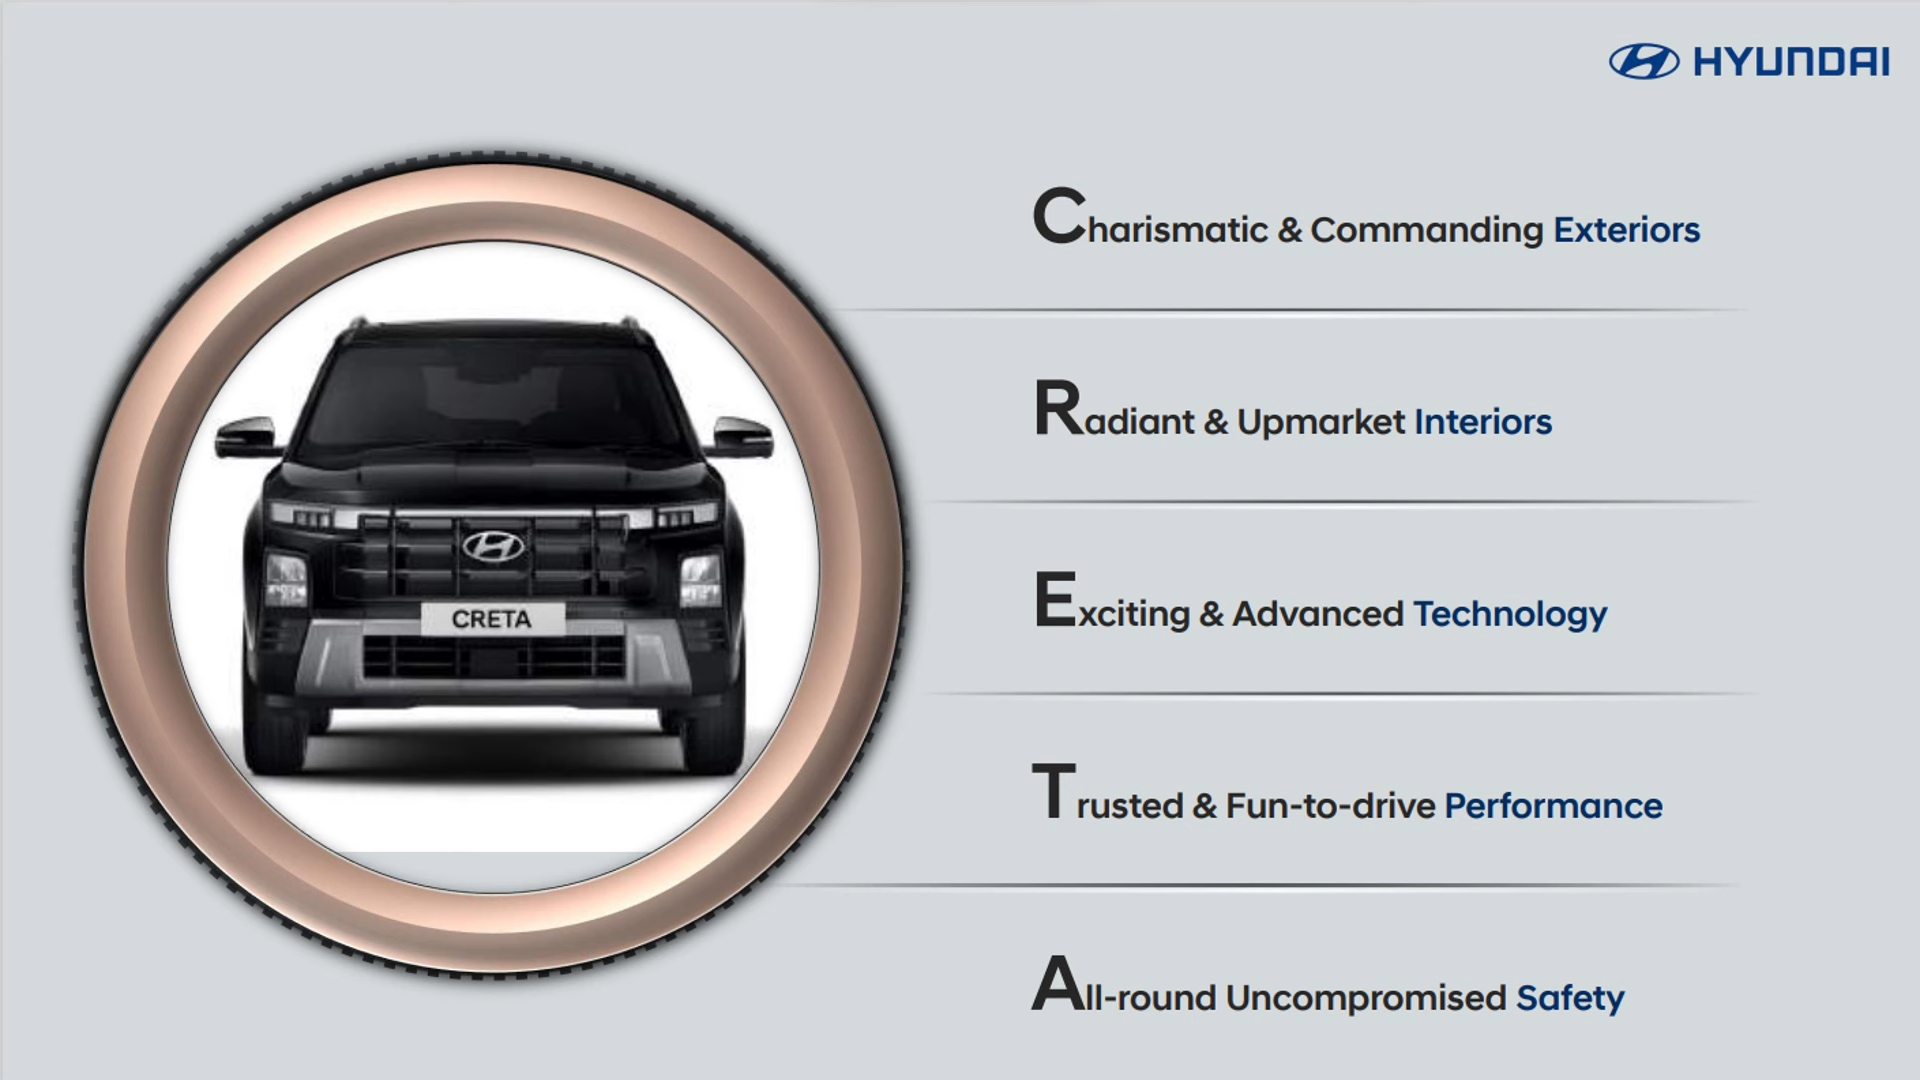 HYUNDAI
Charismatic & Commanding Exteriors
Radiant & Upmarket Interiors
Exciting & Advanced Technology
Trusted & Fun-to-drive Performance
All-round Uncompromised Safety
CRETA